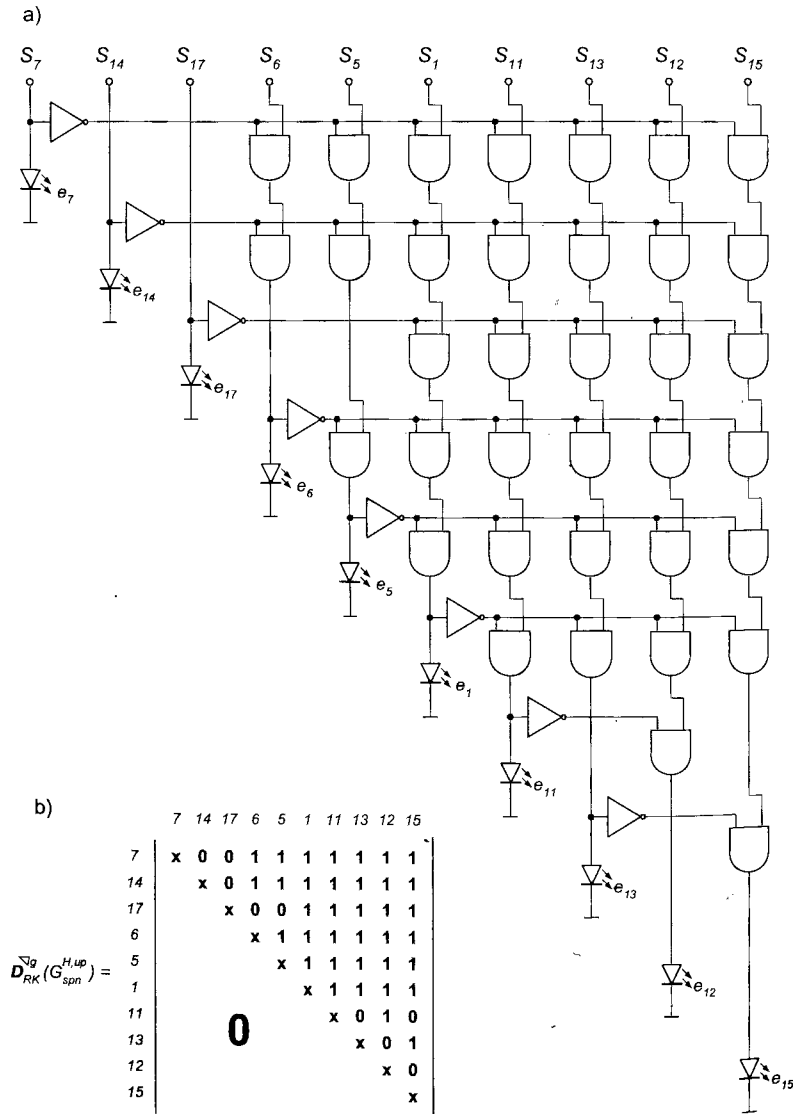 a)
S7 S14 S17 S6 S5 S1 S11 S13 S12 S15
e7
e14
e17
e6
e5
e1
e11
e13
e12
e15
b)
7 14 17 6 5 1 11 13 12 15
7 x 0 0 1 1 1 1 1 1 1
14 x 0 1 1 1 1 1 1 1
17 x 0 0 1 1 1 1 1
6 x 1 1 1 1 1 1
5 x 1 1 1 1 1
1 x 1 1 1 1
11 x 0 1 0
13 x 0 1
12 x 0
15 x
0
D▽g RK (G H,up spn) =